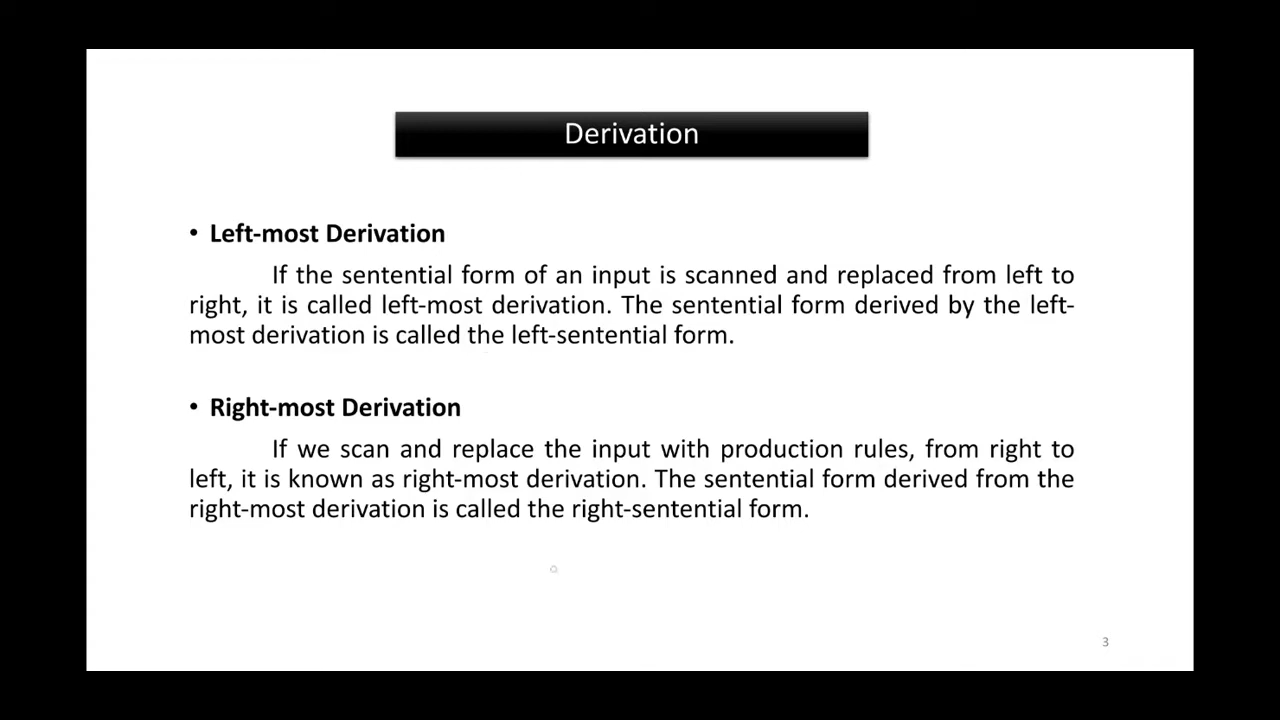 Derivation
• Left-most Derivation
If the sentential form of an input is scanned and replaced from left to
right, it is called left-most derivation. The sentential form derived by the left-
most derivation is called the left-sentential form.
• Right-most Derivation
If we scan and replace the input with production rules, from right to
left, it is known as right-most derivation. The sentential form derived from the
right-most derivation is called the right-sentential form.
3